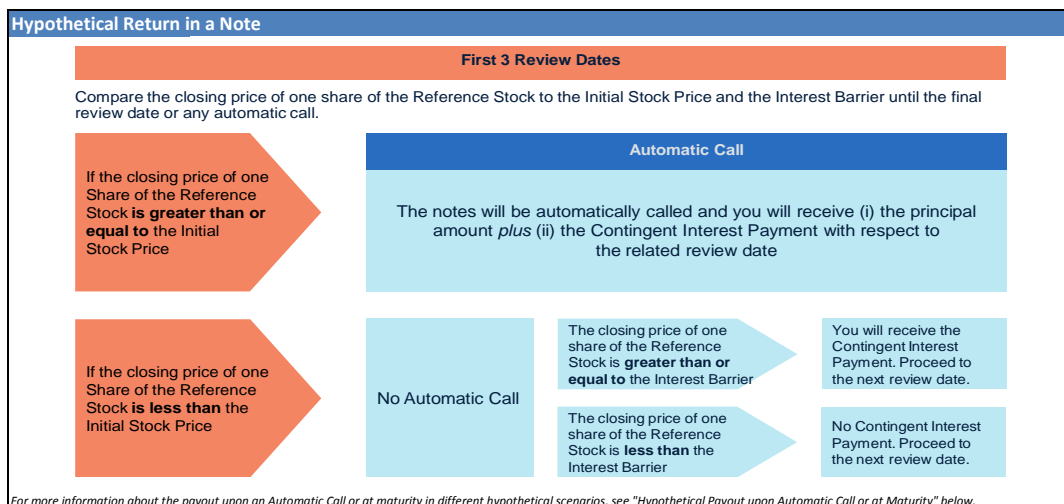 Hypothetical Return in a Note
First 3 Review Dates
Compare the closing price of one share of the Reference Stock to the Initial Stock Price and the Interest Barrier until the final
review date or any automatic call.
If the closing price of one
Share of the Reference
Stock is greater than or
equal to the Initial
Stock Price
Automatic Call
The notes will be automatically called and you will receive (i) the principal
amount plus (ii) the Contingent Interest Payment with respect to
the related review date
If the closing price of one
Share of the Reference
Stock is less than the
Initial Stock Price
No Automatic Call
The closing price of one
share of the Reference
Stock is greater than or
equal to the Interest Barrier
You will receive the
Contingent Interest
Payment. Proceed to
the next review date.
The closing price of one
share of the Reference
Stock is less than the
Interest Barrier
No Contingent Interest
Payment. Proceed to
the next review date.
For more information about the payout upon an Automatic Call or at maturity in different hypothetical scenarios, see "Hypothetical Payout upon Automatic Call or at Maturity" below.